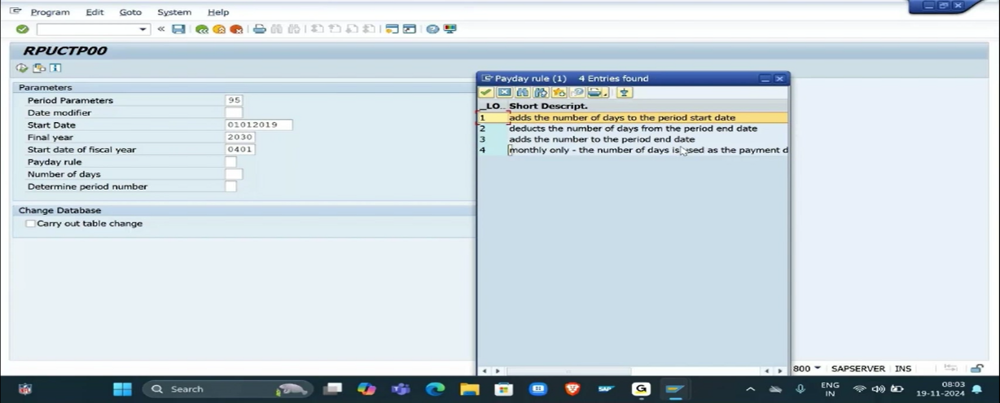 Program Edit Goto System Help
RPUCTP00
Parameters
Period Parameters 95
Date modifier
Start Date 01012019
Final year 2030
Start date of fiscal year 0401
Payday rule
Number of days
Determine period number
Change Database
Carry out table change
Payday rule (1) 4 Entries found
LO Short Descript.
1 adds the number of days to the period start date
2 deducts the number of days from the period end date
3 adds the number to the period end date
4 monthly only - the number of days is used as the payment d
800 SAPSERVER INS
Search
SAP
G
ENG
IN
08:03
19-11-2024